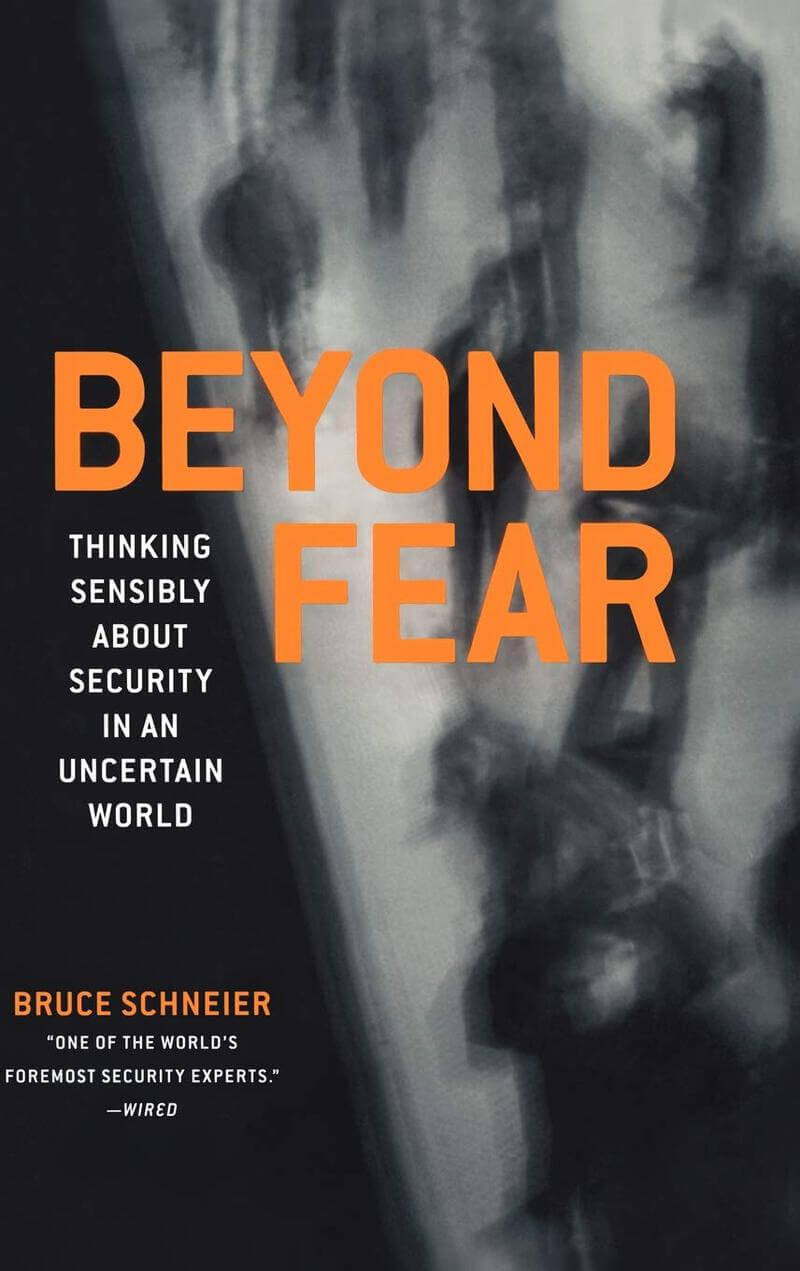 BEYOND
FEAR
THINKING
SENSIBLY
ABOUT
SECURITY
IN AN
UNCERTAIN
WORLD
BRUCE SCHNEIER
“ONE OF THE WORLD’S
FOREMOST SECURITY EXPERTS.”
—WIRED